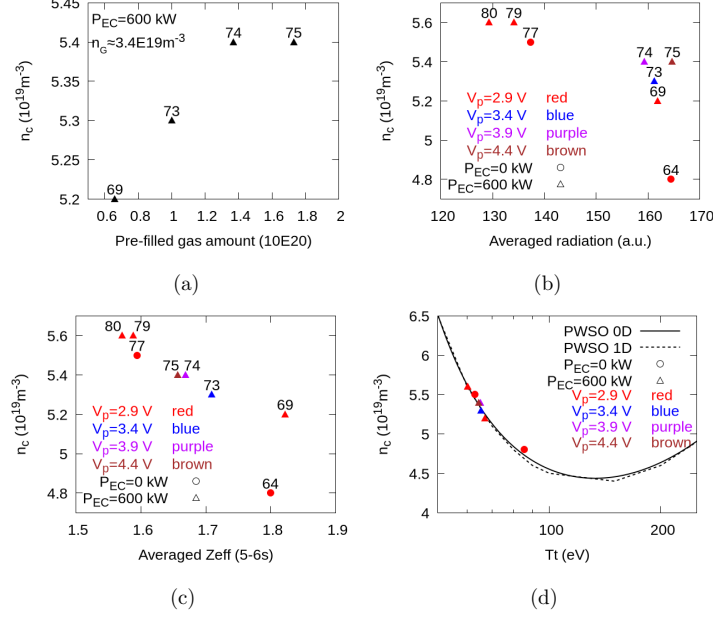 5.45
5.4
5.35
5.3
5.25
5.2
n_c (10^19 m^-3)
P_EC=600 kW
n_G≈3.4E19m^-3
74
75
73
69
0.6 0.8 1 1.2 1.4 1.6 1.8 2
Pre-filled gas amount (10E20)
(a)
5.6
5.4
5.2
5
4.8
n_c (10^19 m^-3)
80 79
77
74 75
73
69
64
V_p=2.9 V red
V_p=3.4 V blue
V_p=3.9 V purple
V_p=4.4 V brown
P_EC=0 kW
P_EC=600 kW
120 130 140 150 160 170
Averaged radiation (a.u.)
(b)
5.6
5.4
5.2
5
4.8
n_c (10^19 m^-3)
80 79
77
75 74
73
69
64
V_p=2.9 V red
V_p=3.4 V blue
V_p=3.9 V purple
V_p=4.4 V brown
P_EC=0 kW
P_EC=600 kW
1.5 1.6 1.7 1.8 1.9
Averaged Zeff (5-6s)
(c)
6.5
6
5.5
5
4.5
4
n_c (10^19 m^-3)
PWSO 0D
PWSO 1D
P_EC=0 kW
P_EC=600 kW
V_p=2.9 V red
V_p=3.4 V blue
V_p=3.9 V purple
V_p=4.4 V brown
100 200
Tt (eV)
(d)